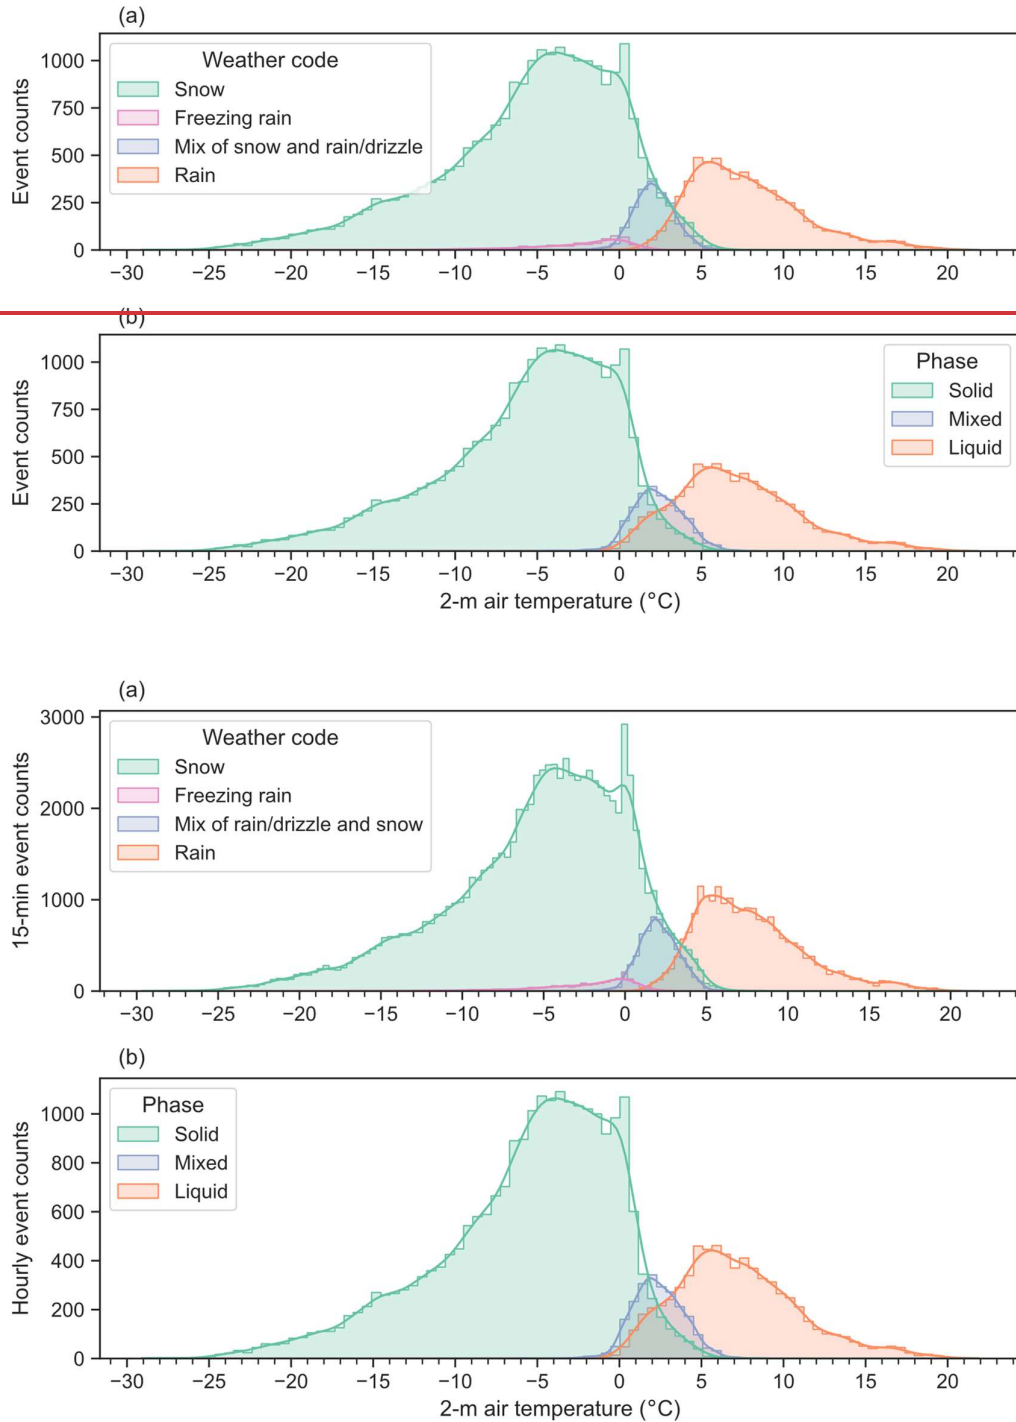 (a)
Event counts
1000
750
500
250
0
Weather code
Snow
Freezing rain
Mix of snow and rain/drizzle
Rain
−30 −25 −20 −15 −10 −5 0 5 10 15 20
(b)
Event counts
1000
750
500
250
0
Phase
Solid
Mixed
Liquid
−30 −25 −20 −15 −10 −5 0 5 10 15 20
2-m air temperature (°C)
(a)
15-min event counts
3000
2000
1000
0
Weather code
Snow
Freezing rain
Mix of rain/drizzle and snow
Rain
−30 −25 −20 −15 −10 −5 0 5 10 15 20
(b)
Hourly event counts
1000
800
600
400
200
0
Phase
Solid
Mixed
Liquid
−30 −25 −20 −15 −10 −5 0 5 10 15 20
2-m air temperature (°C)